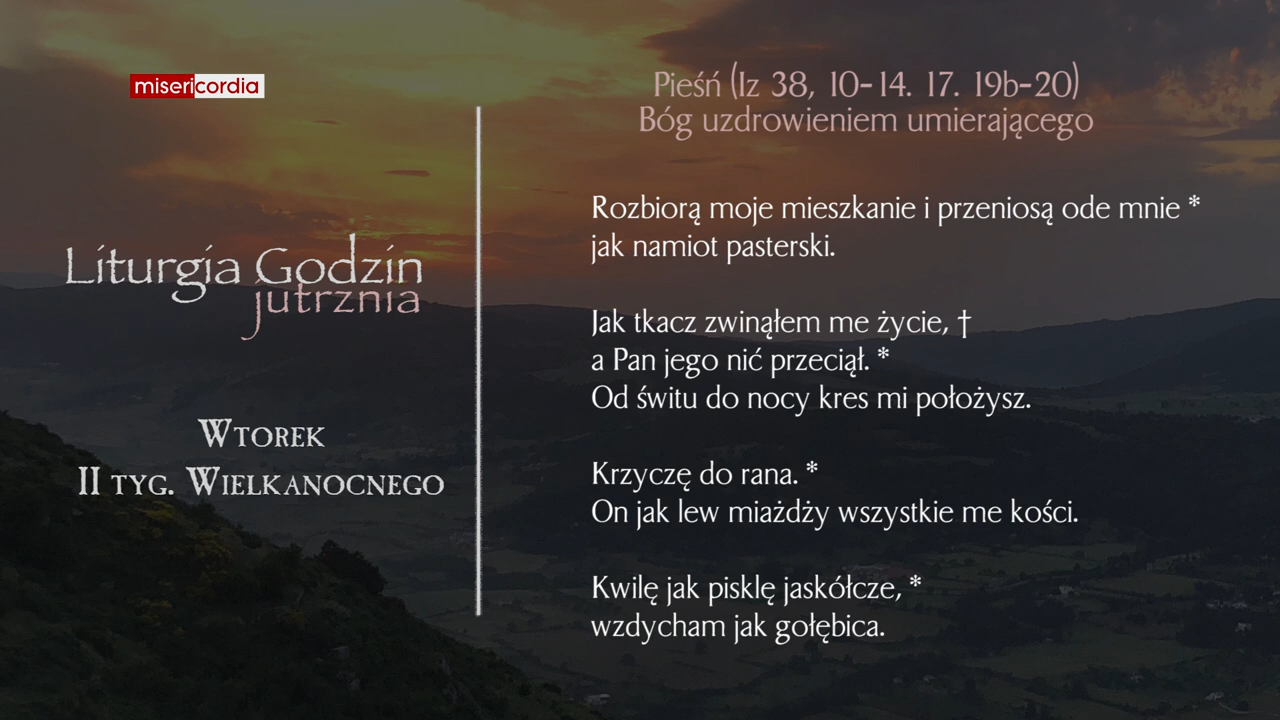 misericordia
Liturgia Godzin
jutrznia
Wtorek
II tyg. Wielkanocnego
Pieśń (Iz 38, 10-14. 17. 19b-20)
Bóg uzdrowieniem umierającego
Rozbiorą moje mieszkanie i przeniosą ode mnie *
jak namiot pasterski.
Jak tkacz zwinąłem me życie, †
a Pan jego nić przeciął. *
Od świtu do nocy kres mi położysz.
Krzyczę do rana. *
On jak lew miażdży wszystkie me kości.
Kwilę jak pisklę jaskółcze, *
wzdycham jak gołębica.